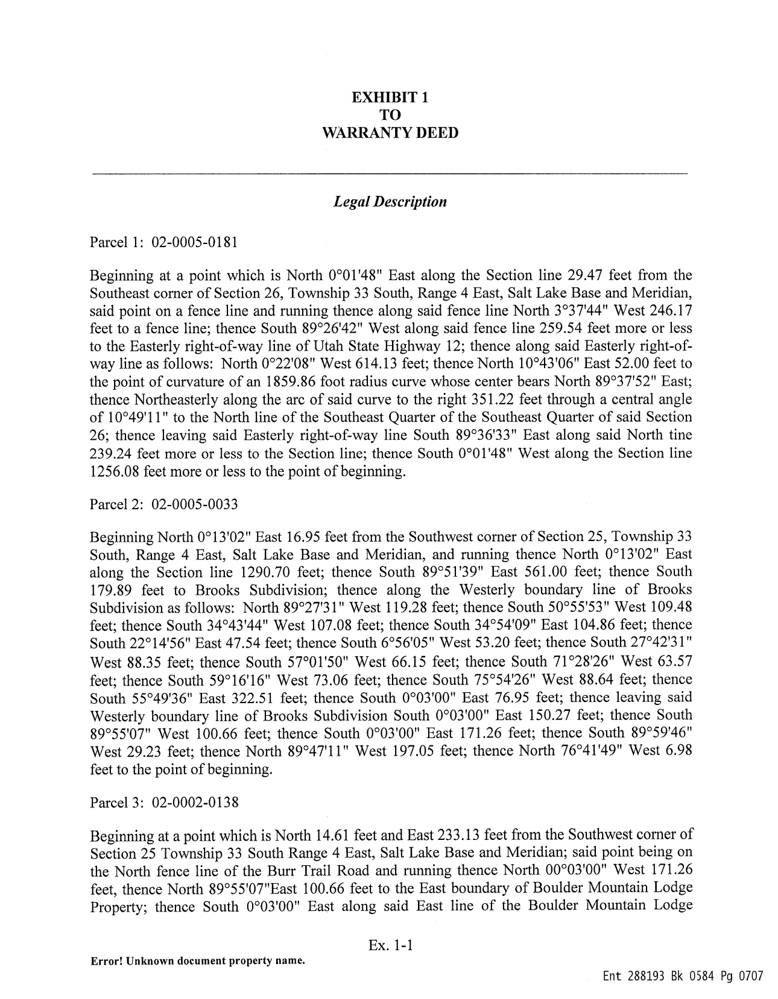 EXHIBIT 1
TO
WARRANTY DEED
Legal Description
Parcel 1: 02-0005-0181
Beginning at a point which is North 0°01'48" East along the Section line 29.47 feet from the
Southeast corner of Section 26, Township 33 South, Range 4 East, Salt Lake Base and Meridian,
said point on a fence line and running thence along said fence line North 3°37'44" West 246.17
feet to a fence line; thence South 89°26'42" West along said fence line 259.54 feet more or less
to the Easterly right-of-way line of Utah State Highway 12; thence along said Easterly right-of-
way line as follows: North 0°22'08" West 614.13 feet; thence North 10°43'06" East 52.00 feet to
the point of curvature of an 1859.86 foot radius curve whose center bears North 89°37'52" East;
thence Northeasterly along the arc of said curve to the right 351.22 feet through a central angle
of 10°49'11" to the North line of the Southeast Quarter of the Southeast Quarter of said Section
26; thence leaving said Easterly right-of-way line South 89°36'33" East along said North tine
239.24 feet more or less to the Section line; thence South 0°01'48" West along the Section line
1256.08 feet more or less to the point of beginning.
Parcel 2: 02-0005-0033
Beginning North 0°13'02" East 16.95 feet from the Southwest corner of Section 25, Township 33
South, Range 4 East, Salt Lake Base and Meridian, and running thence North 0°13'02" East
along the Section line 1290.70 feet; thence South 89°51'39" East 561.00 feet; thence South
179.89 feet to Brooks Subdivision; thence along the Westerly boundary line of Brooks
Subdivision as follows: North 89°27'31" West 119.28 feet; thence South 50°55'53" West 109.48
feet; thence South 34°43'44" West 107.08 feet; thence South 34°54'09" East 104.86 feet; thence
South 22°14'56" East 47.54 feet; thence South 6°56'05" West 53.20 feet; thence South 27°42'31"
West 88.35 feet; thence South 57°01'50" West 66.15 feet; thence South 71°28'26" West 63.57
feet; thence South 59°16'16" West 73.06 feet; thence South 75°54'26" West 88.64 feet; thence
South 55°49'36" East 322.51 feet; thence South 0°03'00" East 76.95 feet; thence leaving said
Westerly boundary line of Brooks Subdivision South 0°03'00" East 150.27 feet; thence South
89°55'07" West 100.66 feet; thence South 0°03'00" East 171.26 feet; thence South 89°59'46"
West 29.23 feet; thence North 89°47'11" West 197.05 feet; thence North 76°41'49" West 6.98
feet to the point of beginning.
Parcel 3: 02-0002-0138
Beginning at a point which is North 14.61 feet and East 233.13 feet from the Southwest corner of
Section 25 Township 33 South Range 4 East, Salt Lake Base and Meridian; said point being on
the North fence line of the Burr Trail Road and running thence North 00°03'00" West 171.26
feet, thence North 89°55'07"East 100.66 feet to the East boundary of Boulder Mountain Lodge
Property; thence South 0°03'00" East along said East line of the Boulder Mountain Lodge
Ex. 1-1
Error! Unknown document property name.
Ent 288193 Bk 0584 Pg 0707